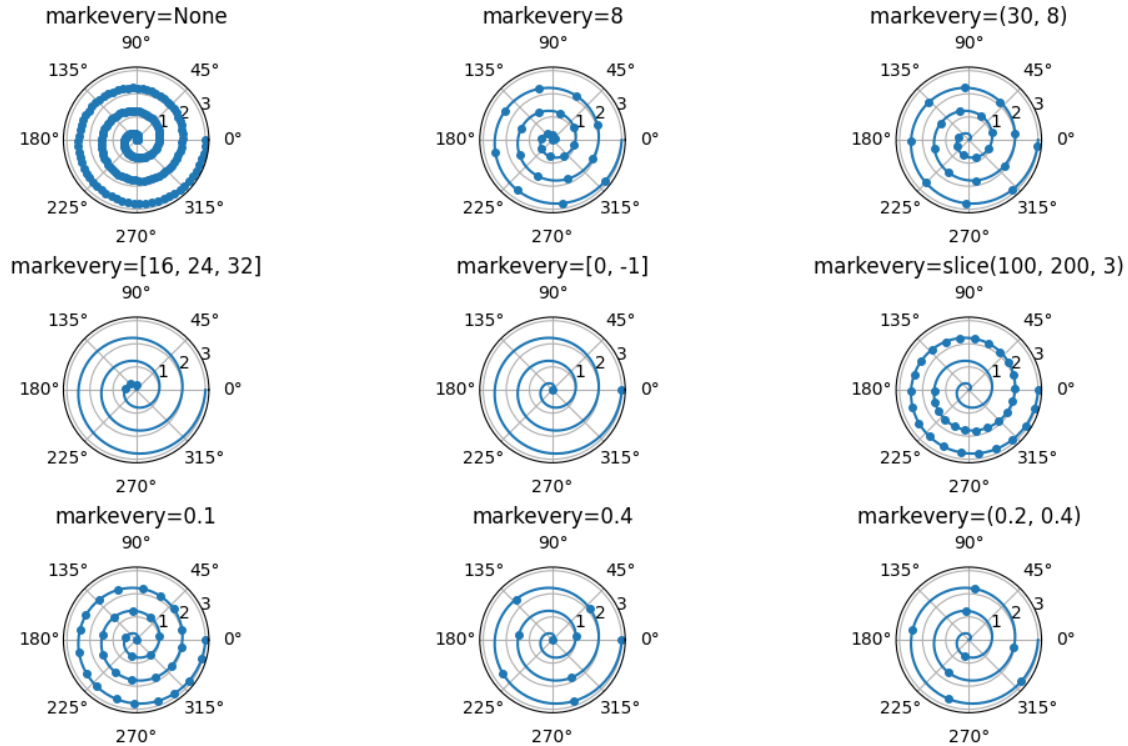 markevery=None markevery=8 markevery=(30, 8)
90° 90° 90°
135° 45° 135° 45° 135° 45°
3 3 3
1 2 1 2 1 2
180° 0° 180° 0° 180° 0°
225° 315° 225° 315° 225° 315°
270° 270° 270°
markevery=[16, 24, 32] markevery=[0, -1] markevery=slice(100, 200, 3)
90° 90° 90°
135° 45° 135° 45° 135° 45°
3 3 3
1 2 1 2 1 2
180° 0° 180° 0° 180° 0°
225° 315° 225° 315° 225° 315°
270° 270° 270°
markevery=0.1 markevery=0.4 markevery=(0.2, 0.4)
90° 90° 90°
135° 45° 135° 45° 135° 45°
3 3 3
1 2 1 2 1 2
180° 0° 180° 0° 180° 0°
225° 315° 225° 315° 225° 315°
270° 270° 270°